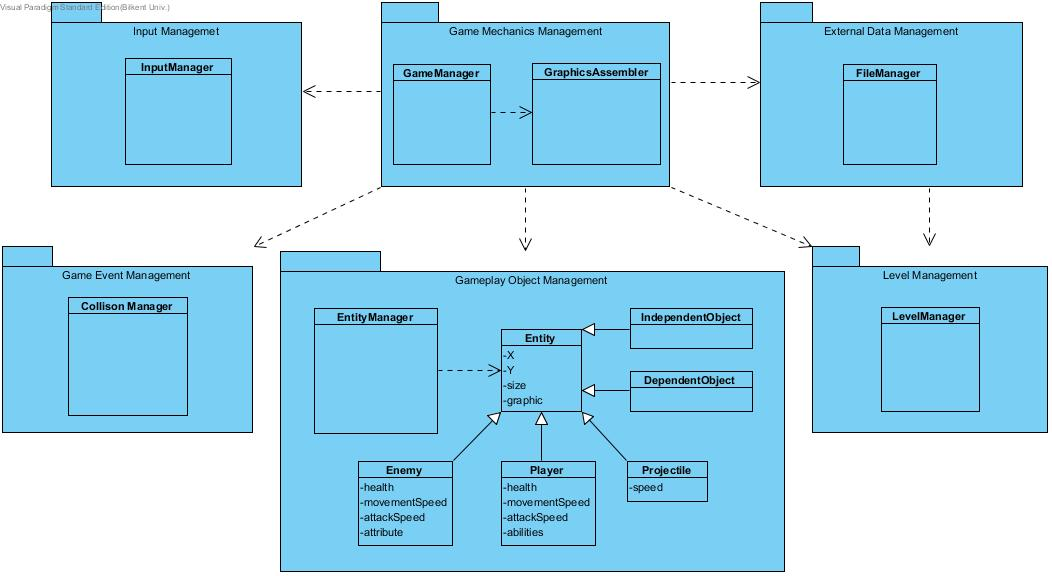 Visual Paradigm Standard Edition(Bilkent Univ.)
Input Managemet
InputManager
Game Mechanics Management
GameManager
GraphicsAssembler
External Data Management
FileManager
Game Event Management
Collison Manager
Gameplay Object Management
EntityManager
Entity
-X
-Y
-size
-graphic
IndependentObject
DependentObject
Enemy
-health
-movementSpeed
-attackSpeed
-attribute
Player
-health
-movementSpeed
-attackSpeed
-abilities
Projectile
-speed
Level Management
LevelManager